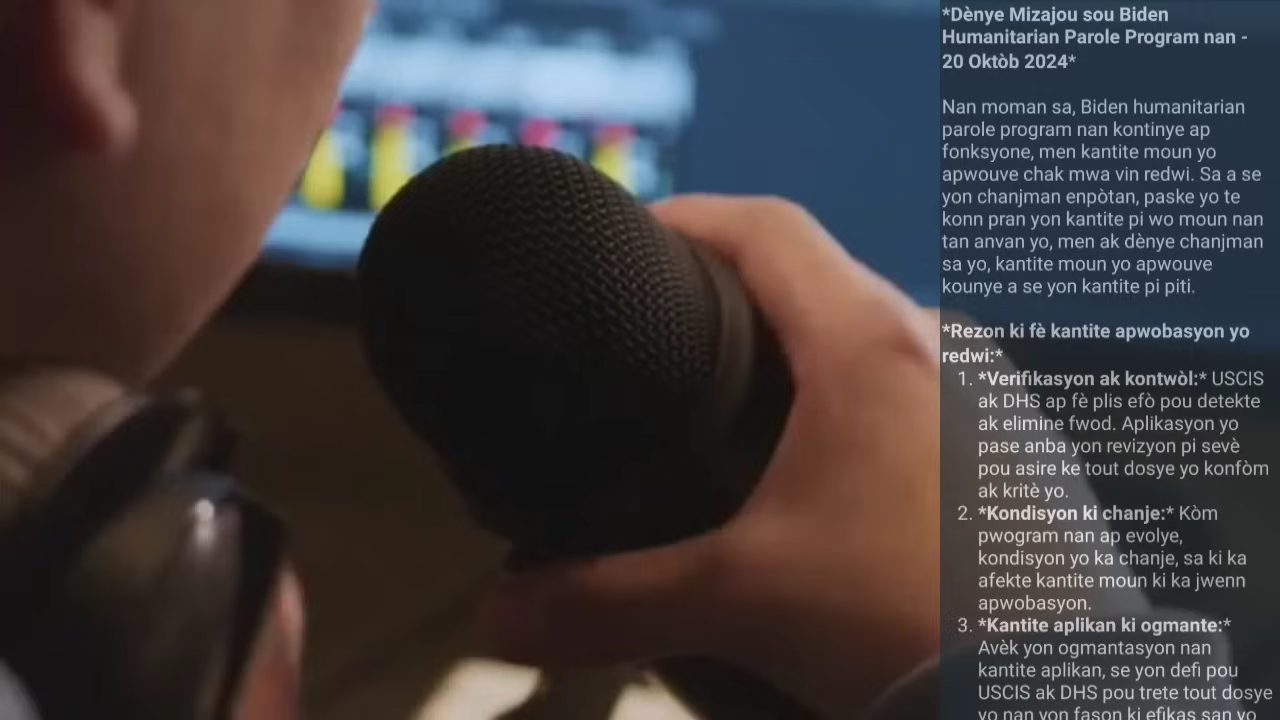 *Dènye Mizajou sou Biden
Humanitarian Parole Program nan -
20 Oktòb 2024*
Nan moman sa, Biden humanitarian
parole program nan kontinye ap
fonksyone, men kantite moun yo
apwouve chak mwa vin redwi. Sa a se
yon chanjman enpòtan, paske yo te
konn pran yon kantite pi wo moun nan
tan anvan yo, men ak dènye chanjman
sa yo, kantite moun yo apwouve
kounye a se yon kantite pi piti.
*Rezon ki fè kantite apwobasyon yo
redwi:*
1. *Verifikasyon ak kontwòl:* USCIS
ak DHS ap fè plis efò pou detekte
ak elimine fwod. Aplikasyon yo
pase anba yon revizyon pi sevè
pou asire ke tout dosye yo konfòm
ak kritè yo.
2. *Kondisyon ki chanje:* Kòm
pwogram nan ap evolye,
kondisyon yo ka chanje, sa ki ka
afekte kantite moun ki ka jwenn
apwobasyon.
3. *Kantite aplikan ki ogmante:*
Avèk yon ogmantasyon nan
kantite aplikan, se yon defi pou
USCIS ak DHS pou trete tout dosye
yo nan yon fason ki efikas san yo